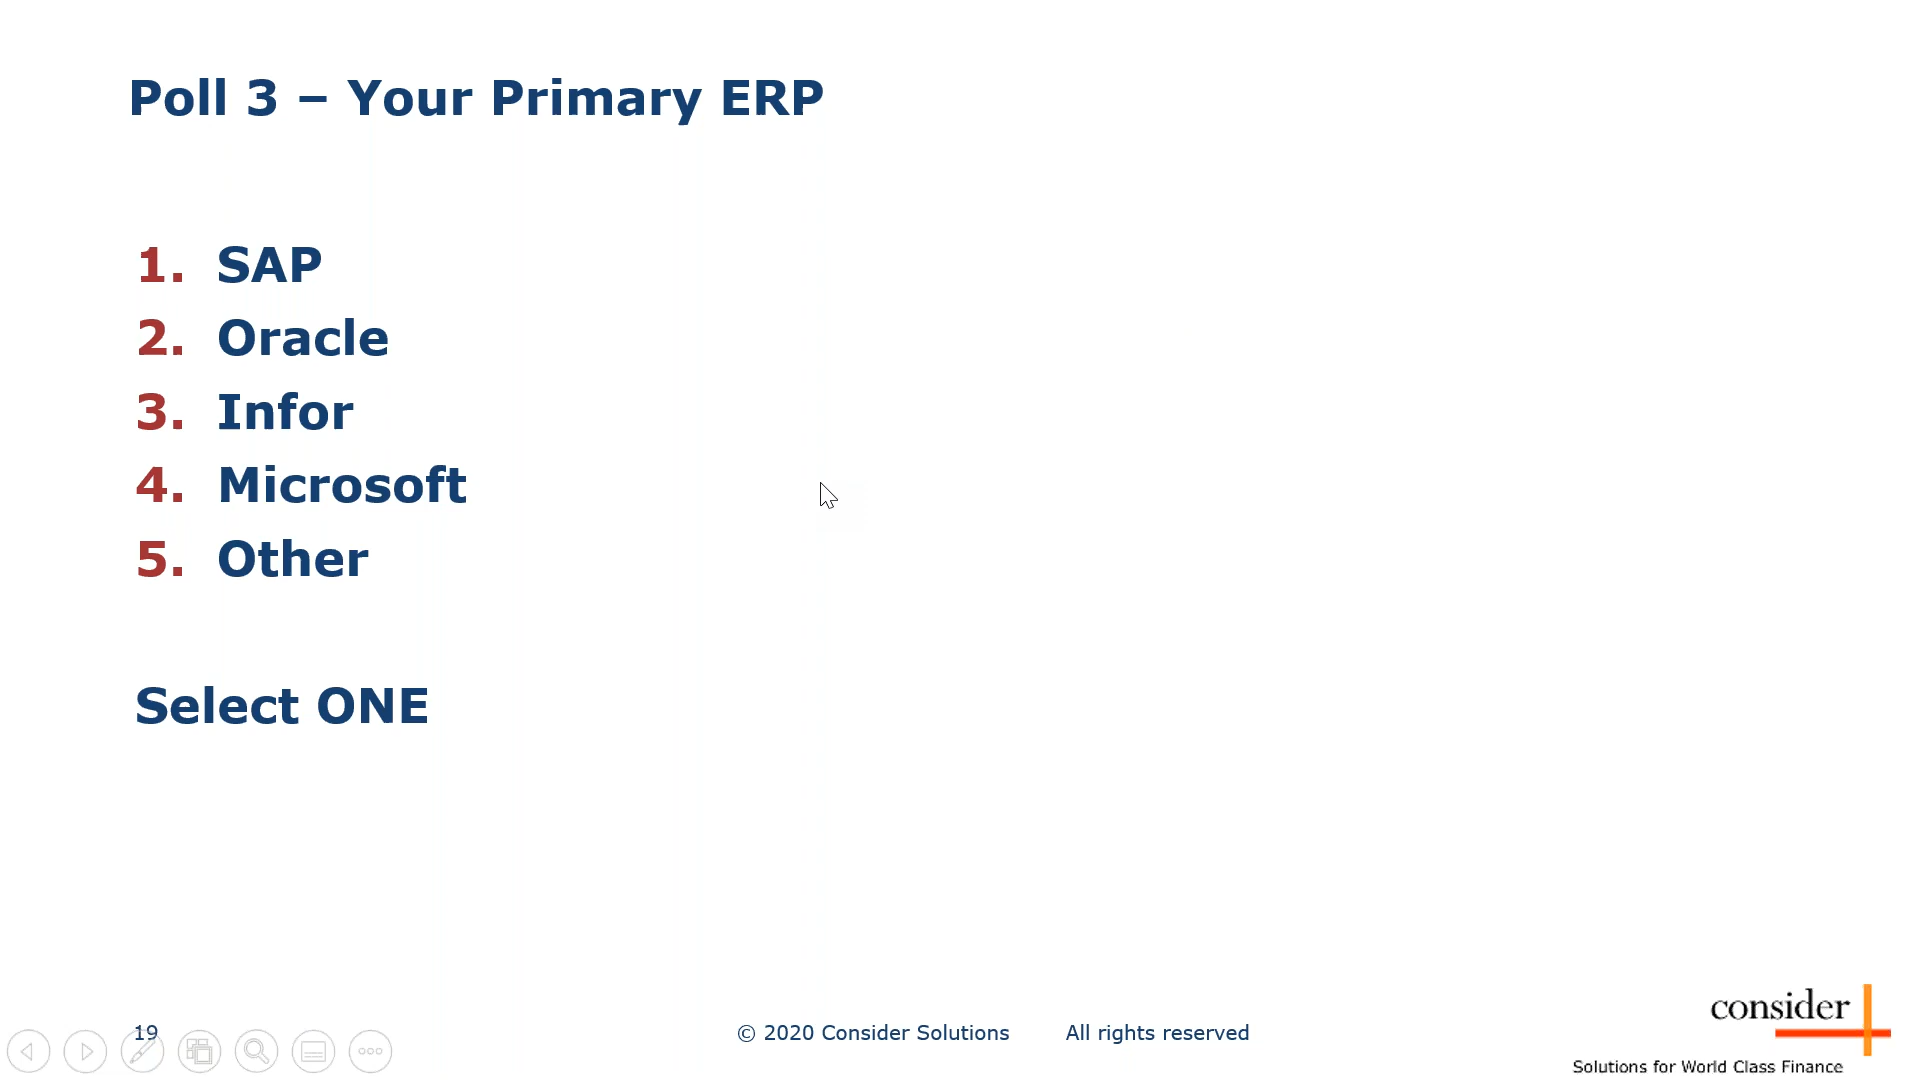 Poll 3 – Your Primary ERP
1. SAP
2. Oracle
3. Infor
4. Microsoft
5. Other
Select ONE
19
© 2020 Consider Solutions All rights reserved
consider
Solutions for World Class Finance